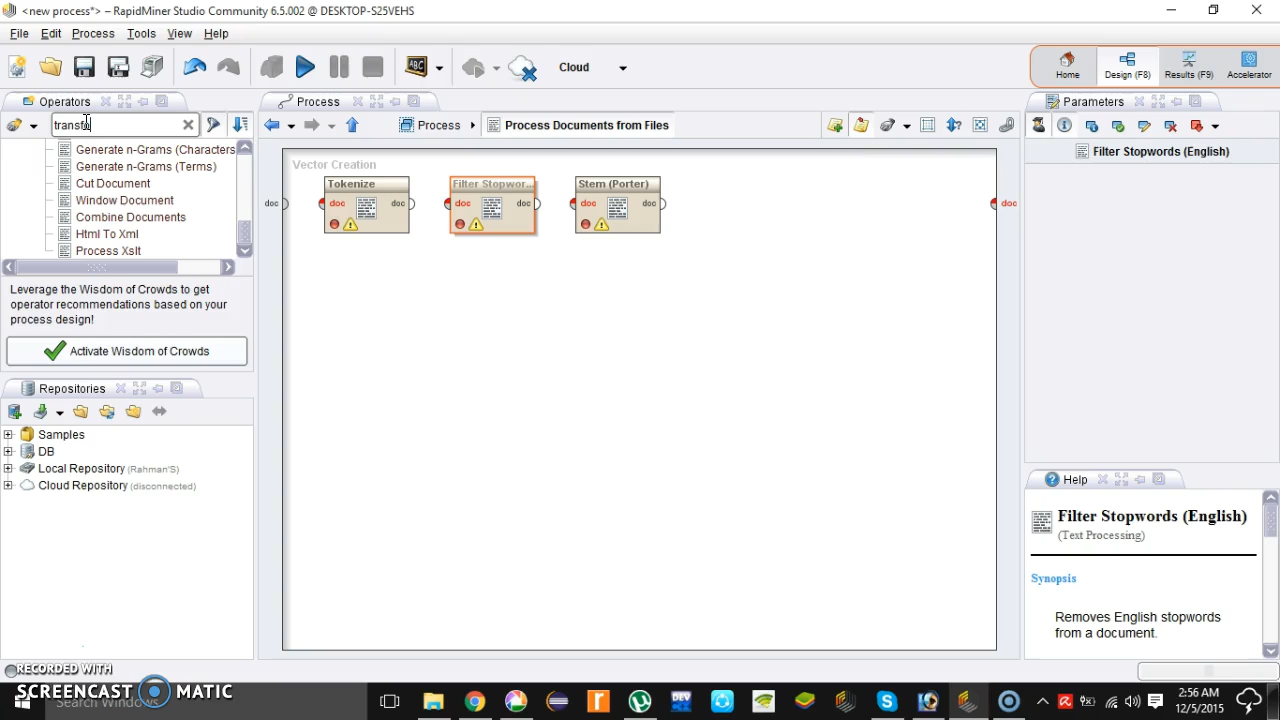 <new process*> – RapidMiner Studio Community 6.5.002 @ DESKTOP-S25VEHS
File Edit Process Tools View Help
Cloud
Home Design (F8) Results (F9) Accelerator
Operators
Process
Parameters
Process Process Documents from Files
Filter Stopwords (English)
Generate n-Grams (Characters
Generate n-Grams (Terms)
Cut Document
Window Document
Combine Documents
Html To Xml
Process Xslt
Vector Creation
Tokenize Filter Stopwor... Stem (Porter)
doc doc doc doc doc doc doc doc
Leverage the Wisdom of Crowds to get
operator recommendations based on your
process design!
Activate Wisdom of Crowds
Repositories
Samples
DB
Local Repository (Rahman'S)
Cloud Repository (disconnected)
Help
Filter Stopwords (English)
(Text Processing)
Synopsis
Removes English stopwords
from a document.
RECORDED WITH
SCREENCAST MATIC
Search Windows
DEV
2:56 AM
12/5/2015